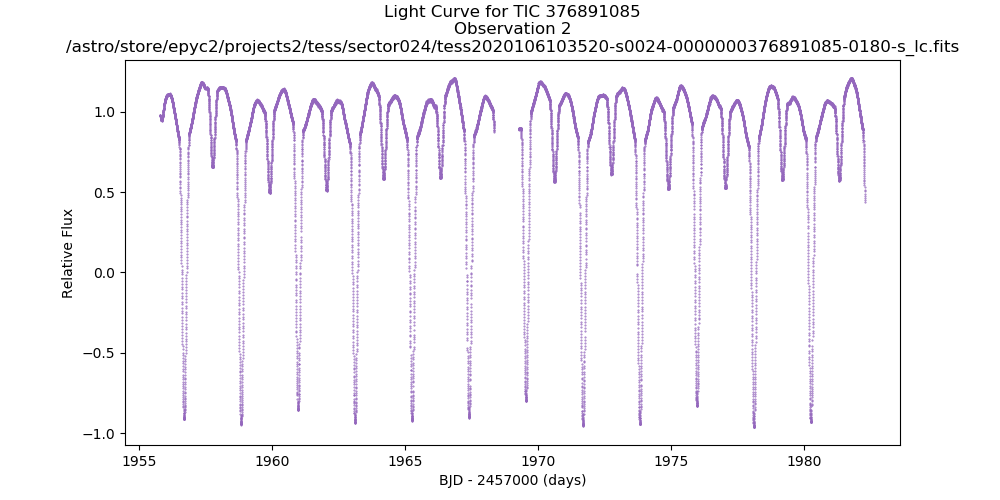 Light Curve for TIC 376891085
Observation 2
/astro/store/epyc2/projects2/tess/sector024/tess2020106103520-s0024-0000000376891085-0180-s_lc.fits
1.0
0.5
0.0
−0.5
−1.0
Relative Flux
1955 1960 1965 1970 1975 1980
BJD - 2457000 (days)